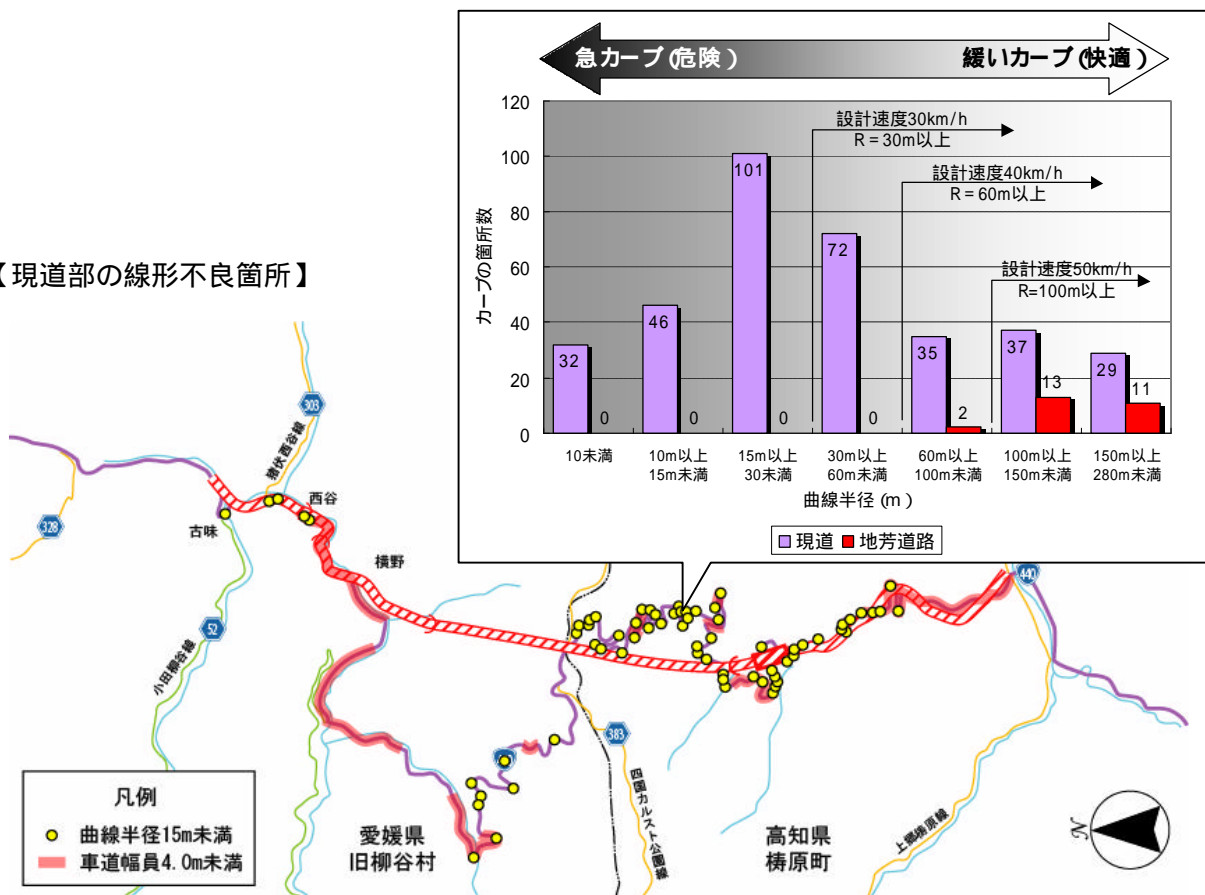 急カーブ(危険)
緩いカーブ(快適)
カーブの箇所数
120
100
80
60
40
20
0
設計速度30km/h
R=30m以上
設計速度40km/h
R=60m以上
設計速度50km/h
R=100m以上
32
0
46
0
101
0
72
0
35
2
37
13
29
11
10未満
10m以上
15m未満
15m以上
30未満
30m以上
60m未満
60m以上
100m未満
100m以上
150m未満
150m以上
280m未満
曲線半径(m)
現道
地芳道路
【現道部の線形不良箇所】
303
猪伏西谷線
328
西谷
古味
横野
52
小田柳谷線
440
383
四国カルスト公園線
上郷梼原線
愛媛県
旧柳谷村
高知県
梼原町
N
凡例
曲線半径15m未満
車道幅員4.0m未満